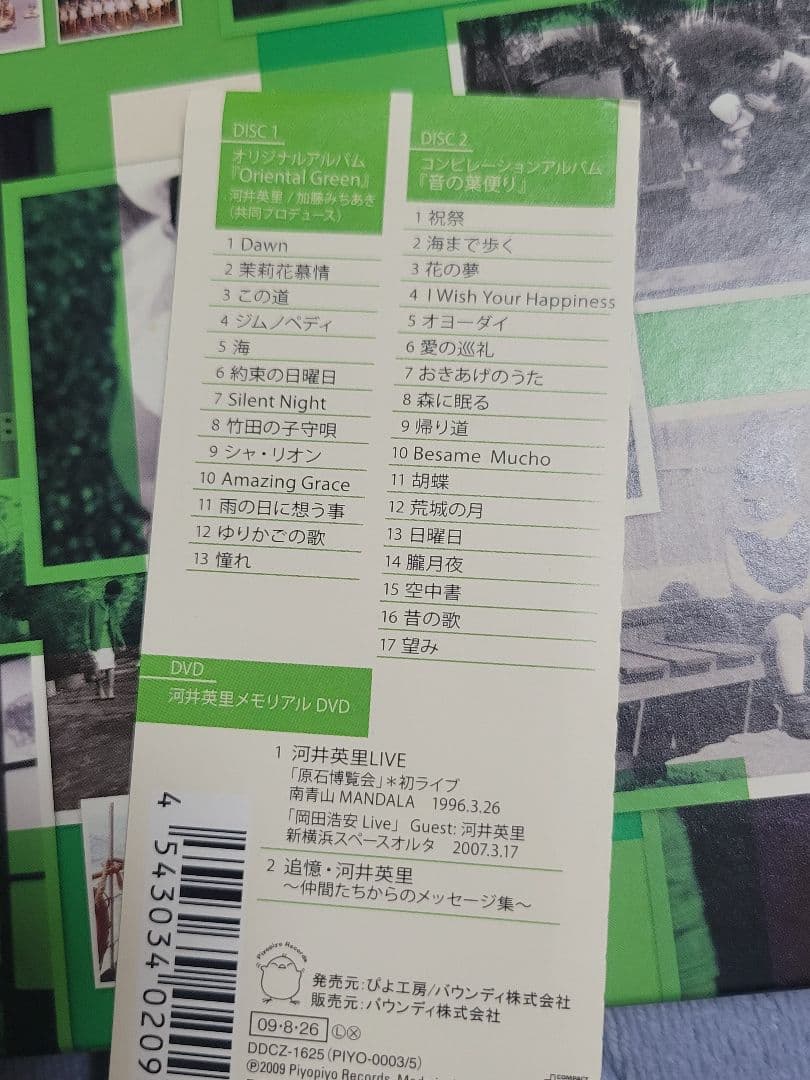 DISC 1
オリジナルアルバム
『Oriental Green』
河井英里/加藤みちあき
(共同プロデュース)
1 Dawn
2 茉莉花慕情
3 この道
4 ジムノペディ
5 海
6 約束の日曜日
7 Silent Night
8 竹田の子守唄
9 シャ・リオン
10 Amazing Grace
11 雨の日に想う事
12 ゆりかごの歌
13 憧れ
DISC 2
コンピレーションアルバム
『音の葉便り』
1 祝祭
2 海まで歩く
3 花の夢
4 I Wish Your Happiness
5 オヨーダイ
6 愛の巡礼
7 おきあげのうた
8 森に眠る
9 帰り道
10 Besame Mucho
11 胡蝶
12 荒城の月
13 日曜日
14 朧月夜
15 空中書
16 昔の歌
17 望み
DVD
河井英里メモリアル DVD
1 河井英里LIVE
「原石博覧会」*初ライブ
南青山 MANDALA 1996.3.26
「岡田浩安 Live」 Guest: 河井英里
新横浜スペースオルタ 2007.3.17
2 追憶・河井英里
〜仲間たちからのメッセージ集〜
4 543034 0209
Piyopiyo Records
発売元:ぴよ工房/バウンディ株式会社
販売元:バウンディ株式会社
09・8・26 Ⓛⓧ
DDCZ-1625 (PIYO-0003/5)
Ⓟ2009 Piyopiyo Records, Made in
COMPACT